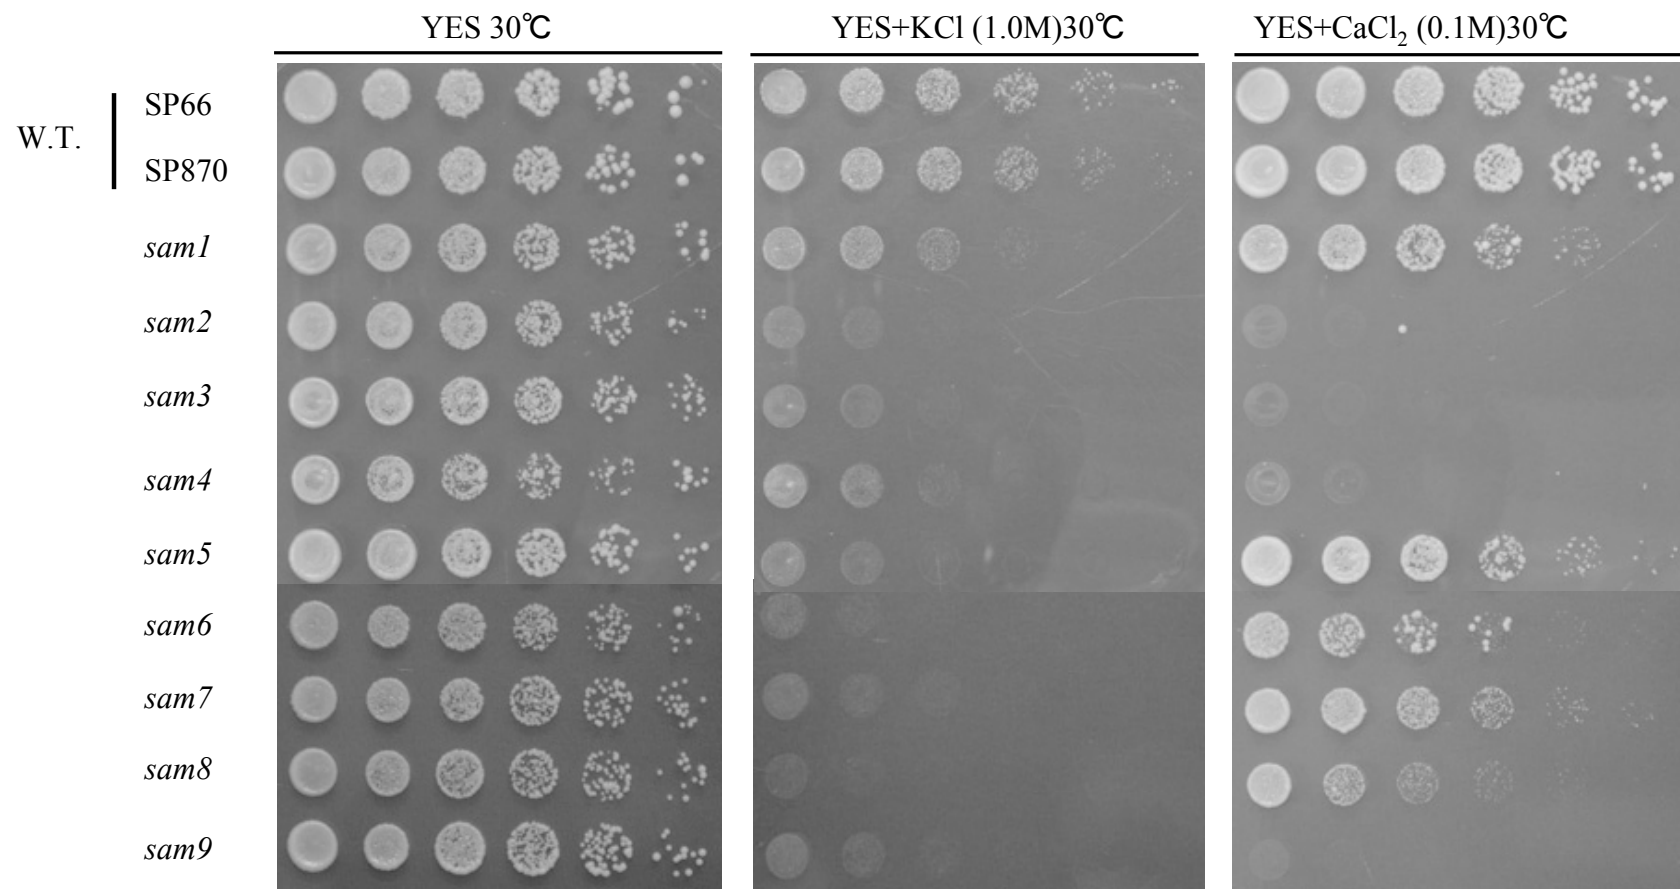 YES 30℃
YES+KCl (1.0M)30℃
YES+CaCl₂ (0.1M)30℃
W.T.
SP66
SP870
sam1
sam2
sam3
sam4
sam5
sam6
sam7
sam8
sam9